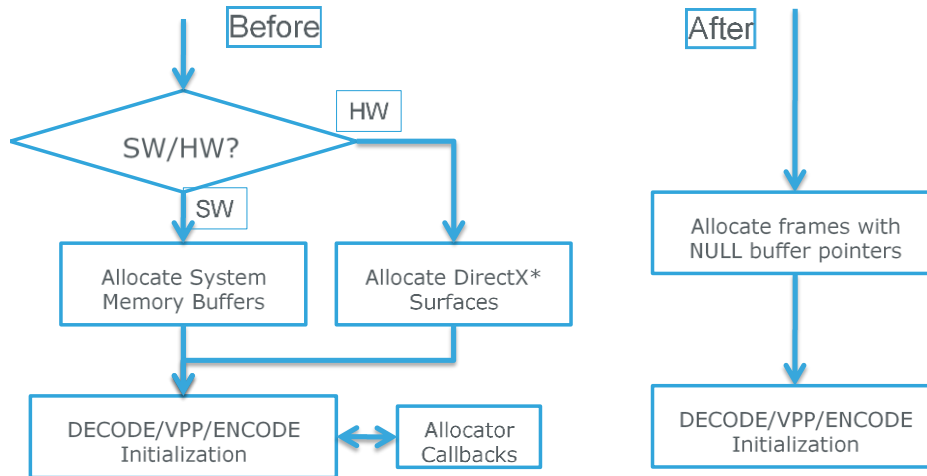 Before
HW
SW/HW?
SW
Allocate System
Memory Buffers
Allocate DirectX*
Surfaces
DECODE/VPP/ENCODE
Initialization
Allocator
Callbacks
After
Allocate frames with
NULL buffer pointers
DECODE/VPP/ENCODE
Initialization